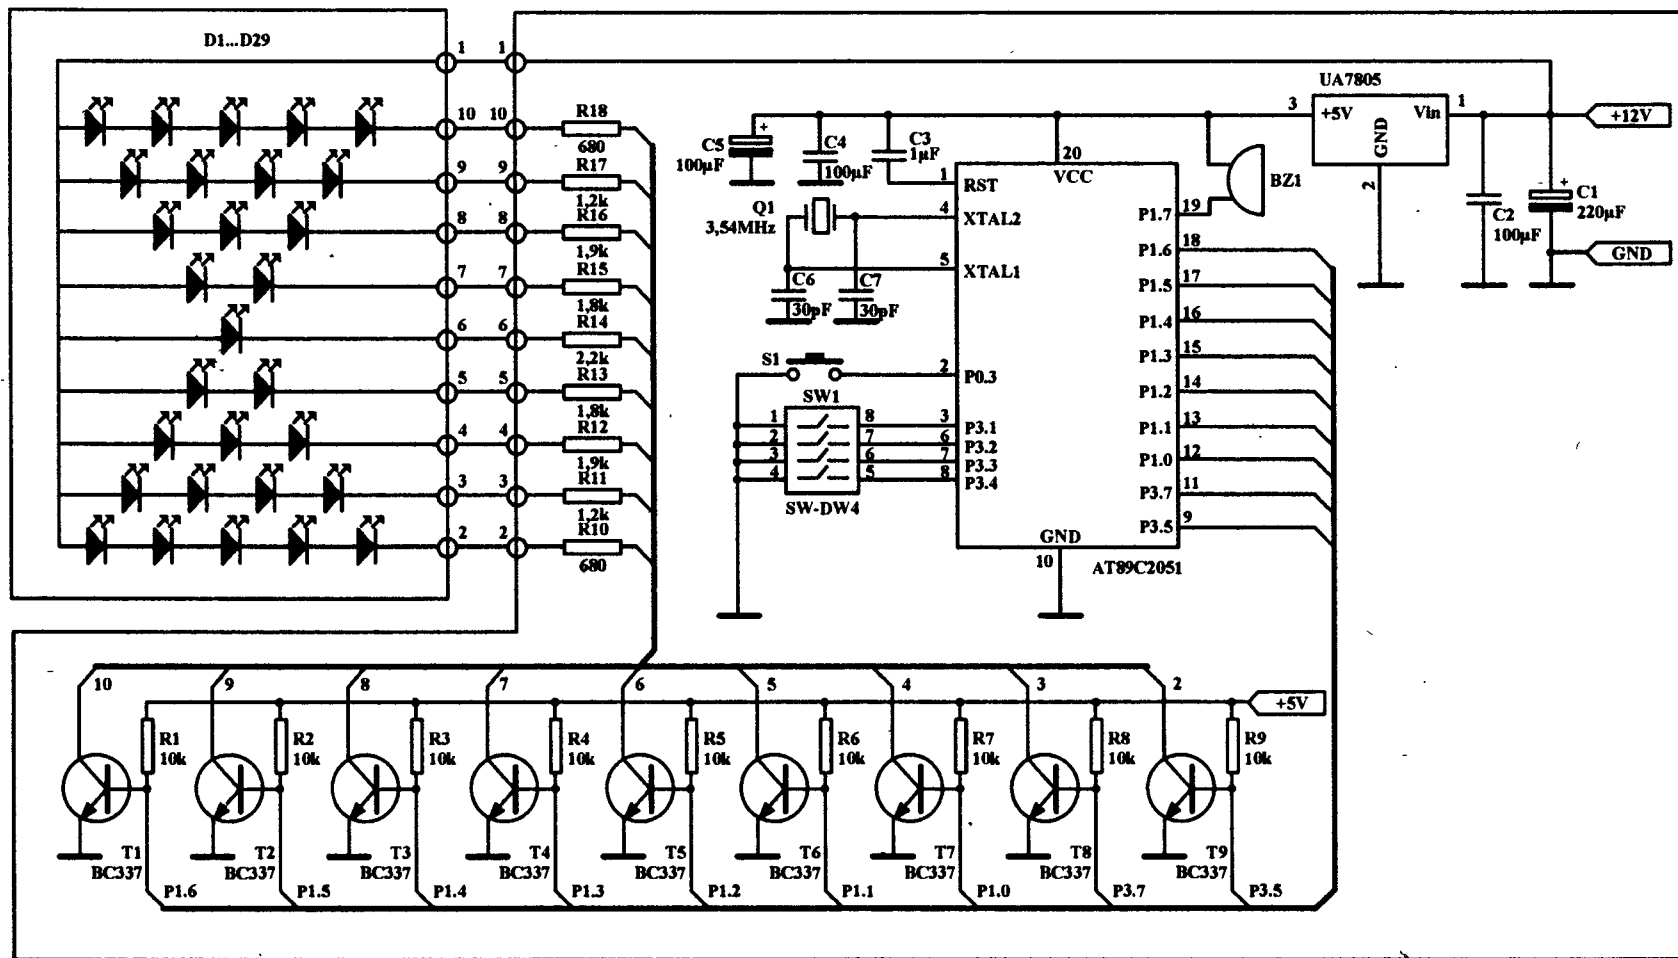 D1...D29
1 1
10 10 R18
680
9 9 R17
1,2k
8 8 R16
1,9k
7 7 R15
1,8k
6 6 R14
2,2k
5 5 R13
1,8k
4 4 R12
1,9k
3 3 R11
1,2k
2 2 R10
680
UA7805
3 +5V Vin 1
GND
2
+12V
+
C5
100µF
C4
100µF
C3
1µF
20
VCC
1 RST
Q1
3,54MHz
4 XTAL2
5 XTAL1
C6
30pF
C7
30pF
S1
2 P0.3
SW1
1 8 3 P3.1
2 7 6 P3.2
3 6 7 P3.3
4 5 8 P3.4
SW-DW4
GND
10
AT89C2051
P1.7 19
BZ1
P1.6 18
P1.5 17
P1.4 16
P1.3 15
P1.2 14
P1.1 13
P1.0 12
P3.7 11
P3.5 9
C2
100µF
+
C1
220µF
GND
10 9 8 7 6 5 4 3 2
+5V
R1
10k
R2
10k
R3
10k
R4
10k
R5
10k
R6
10k
R7
10k
R8
10k
R9
10k
T1
BC337
T2
BC337
T3
BC337
T4
BC337
T5
BC337
T6
BC337
T7
BC337
T8
BC337
T9
BC337
P1.6 P1.5 P1.4 P1.3 P1.2 P1.1 P1.0 P3.7 P3.5